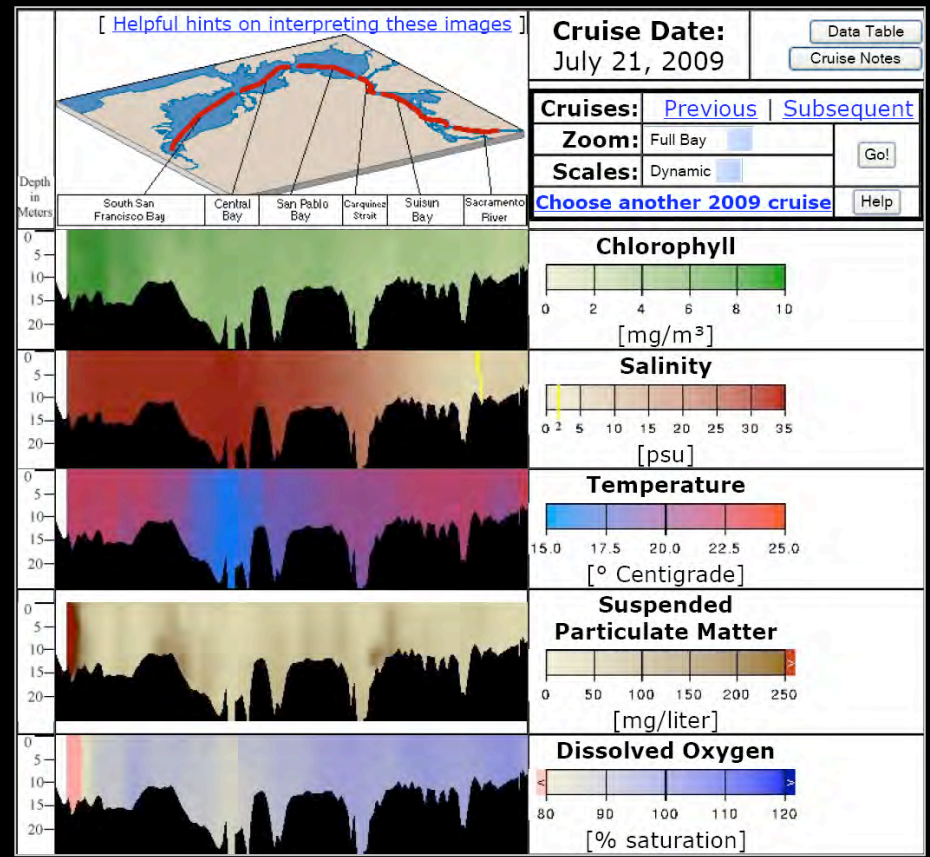 [ Helpful hints on interpreting these images ]
Depth
in
Meters
South San
Francisco Bay
Central
Bay
San Pablo
Bay
Carquinez
Strait
Suisun
Bay
Sacramento
River
Cruise Date:
July 21, 2009
Data Table
Cruise Notes
Cruises: Previous | Subsequent
Zoom: Full Bay
Scales: Dynamic
Go!
Choose another 2009 cruise
Help
0
5
10
15
20
Chlorophyll
0 2 4 6 8 10
[mg/m³]
0
5
10
15
20
Salinity
0 2 5 10 15 20 25 30 35
[psu]
0
5
10
15
20
Temperature
15.0 17.5 20.0 22.5 25.0
[° Centigrade]
0
5
10
15
20
Suspended
Particulate Matter
>
0 50 100 150 200 250
[mg/liter]
0
5
10
15
20
Dissolved Oxygen
< >
80 90 100 110 120
[% saturation]